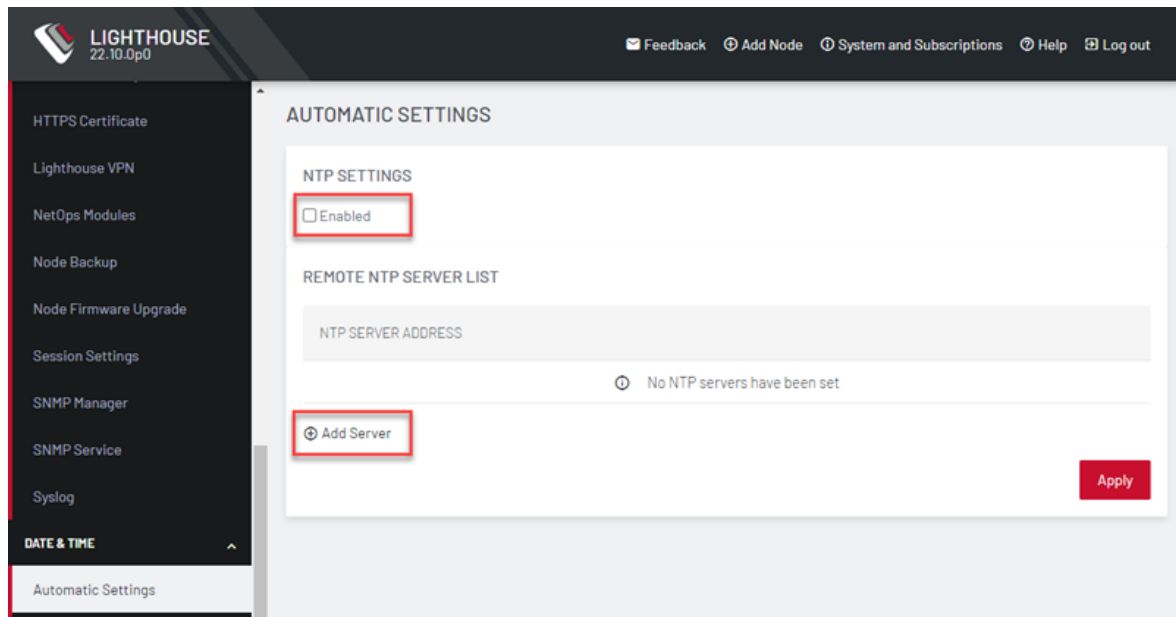 LIGHTHOUSE
22.10.0p0
Feedback
Add Node
System and Subscriptions
Help
Log out
HTTPS Certificate
Lighthouse VPN
NetOps Modules
Node Backup
Node Firmware Upgrade
Session Settings
SNMP Manager
SNMP Service
Syslog
DATE & TIME
Automatic Settings
AUTOMATIC SETTINGS
NTP SETTINGS
Enabled
REMOTE NTP SERVER LIST
NTP SERVER ADDRESS
No NTP servers have been set
Add Server
Apply